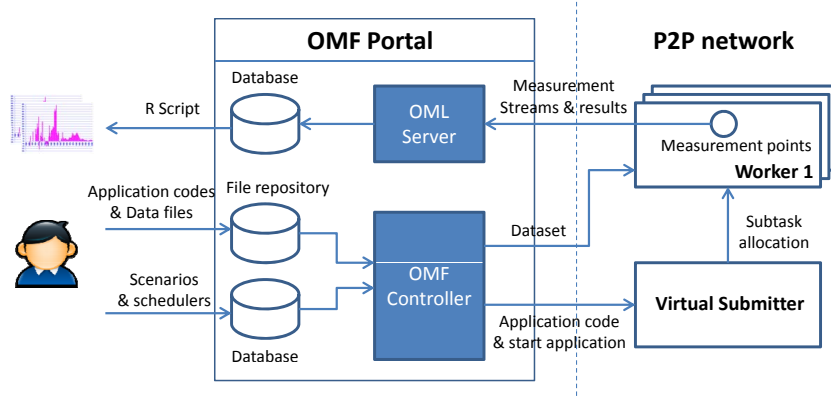 OMF Portal
P2P network
Database
R Script
OML
Server
Measurement
Streams & results
Measurement points
Worker 1
Application codes
& Data files
File repository
Dataset
Subtask
allocation
OMF
Controller
Scenarios
& schedulers
Database
Application code
& start application
Virtual Submitter